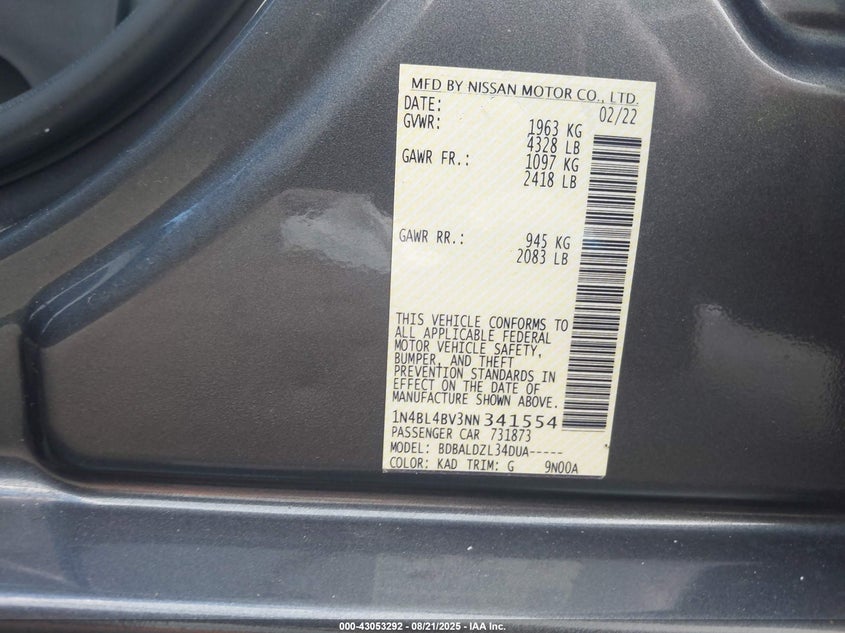 MFD BY NISSAN MOTOR CO., LTD.
DATE: 02/22
GVWR: 1963 KG
4328 LB
GAWR FR.: 1097 KG
2418 LB
GAWR RR.: 945 KG
2083 LB
THIS VEHICLE CONFORMS TO
ALL APPLICABLE FEDERAL
MOTOR VEHICLE SAFETY,
BUMPER, AND THEFT
PREVENTION STANDARDS IN
EFFECT ON THE DATE OF
MANUFACTURE SHOWN ABOVE.
1N4BL4BV3NN341554
PASSENGER CAR 731873
MODEL: BDBALDZL34DUA-----
COLOR: KAD TRIM: G 9N00A
000-43053292 - 08/21/2025 - IAA Inc.